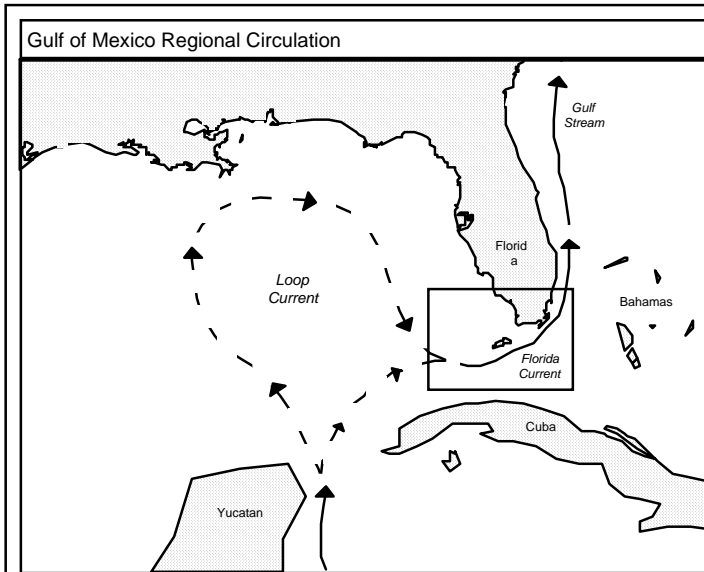 Gulf of Mexico Regional Circulation
Gulf
Stream
Florid
a
Loop
Current
Bahamas
Florida
Current
Cuba
Yucatan